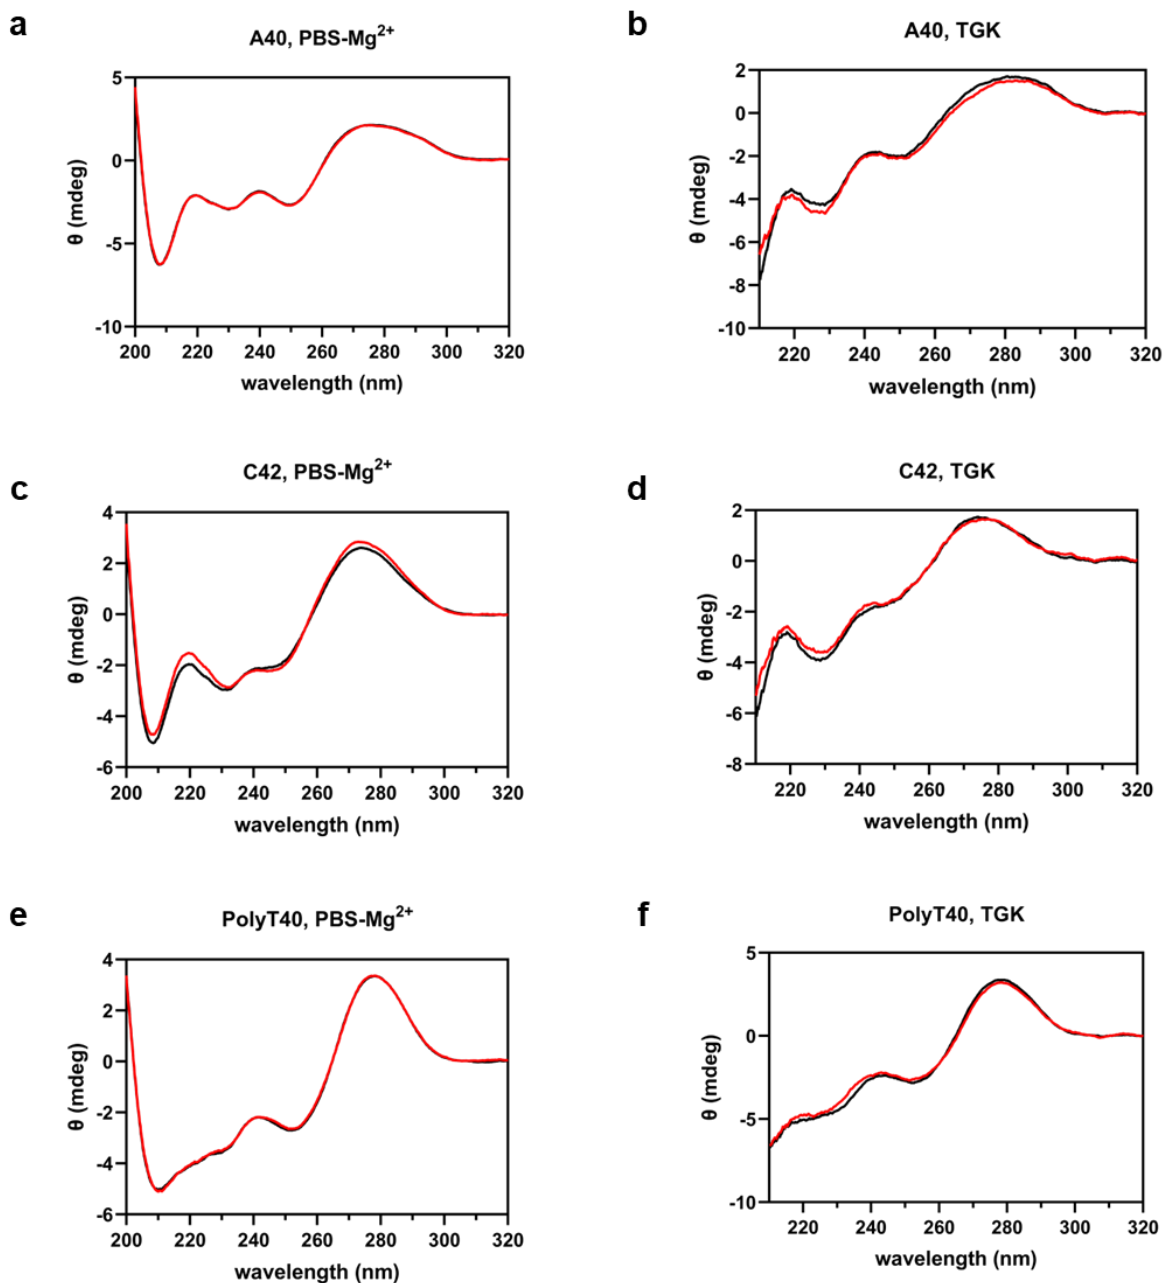 a
A40, PBS-Mg²⁺
5
0
-5
-10
θ (mdeg)
200 220 240 260 280 300 320
wavelength (nm)
b
A40, TGK
2
0
-2
-4
-6
-8
-10
θ (mdeg)
220 240 260 280 300 320
wavelength (nm)
c
C42, PBS-Mg²⁺
4
2
0
-2
-4
-6
θ (mdeg)
200 220 240 260 280 300 320
wavelength (nm)
d
C42, TGK
2
0
-2
-4
-6
-8
θ (mdeg)
220 240 260 280 300 320
wavelength (nm)
e
PolyT40, PBS-Mg²⁺
4
2
0
-2
-4
-6
θ (mdeg)
200 220 240 260 280 300 320
wavelength (nm)
f
PolyT40, TGK
5
0
-5
-10
θ (mdeg)
220 240 260 280 300 320
wavelength (nm)